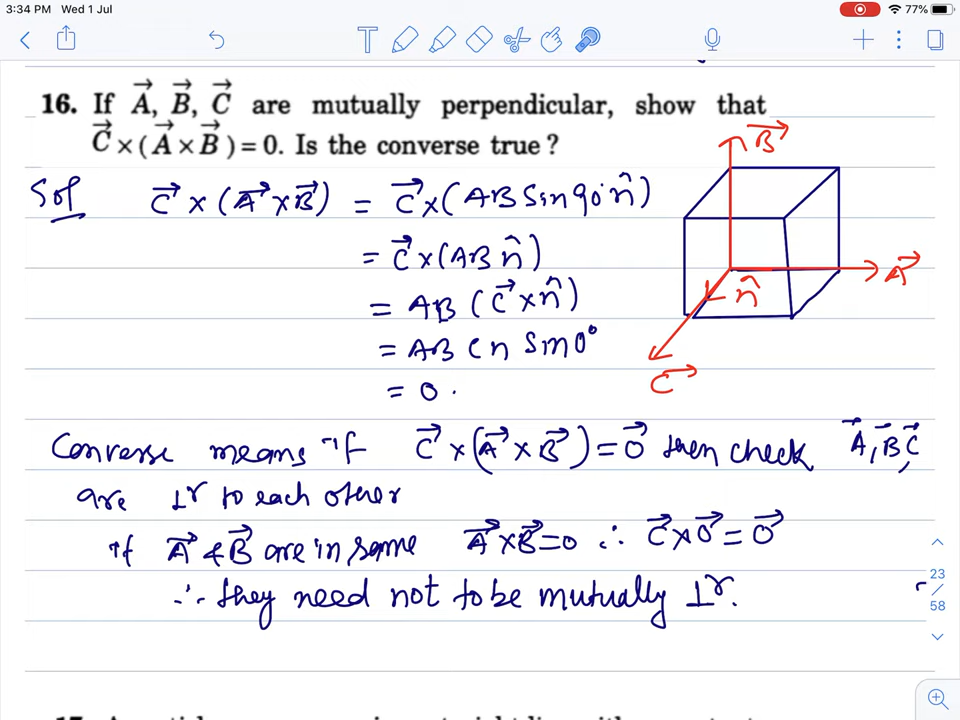 3:34 PM Wed 1 Jul 77%
16. If A⃗, B⃗, C⃗ are mutually perpendicular, show that
C⃗ × (A⃗ × B⃗) = 0. Is the converse true ?
Sol C⃗ × (A⃗ × B⃗) = C⃗ × (AB Sin 90° n̂)
= C⃗ × (AB n̂)
= AB (C⃗ × n̂)
= AB C n Sin 0°
= 0.
B⃗
A⃗
n̂
C⃗
Converse means if C⃗ × (A⃗ × B⃗) = 0⃗ then check A⃗, B⃗, C⃗
are ⊥r to each other
if A⃗ & B⃗ are in same A⃗ × B⃗ = 0 ∴ C⃗ × 0⃗ = 0⃗
∴ they need not to be mutually ⊥r.
23
/
58